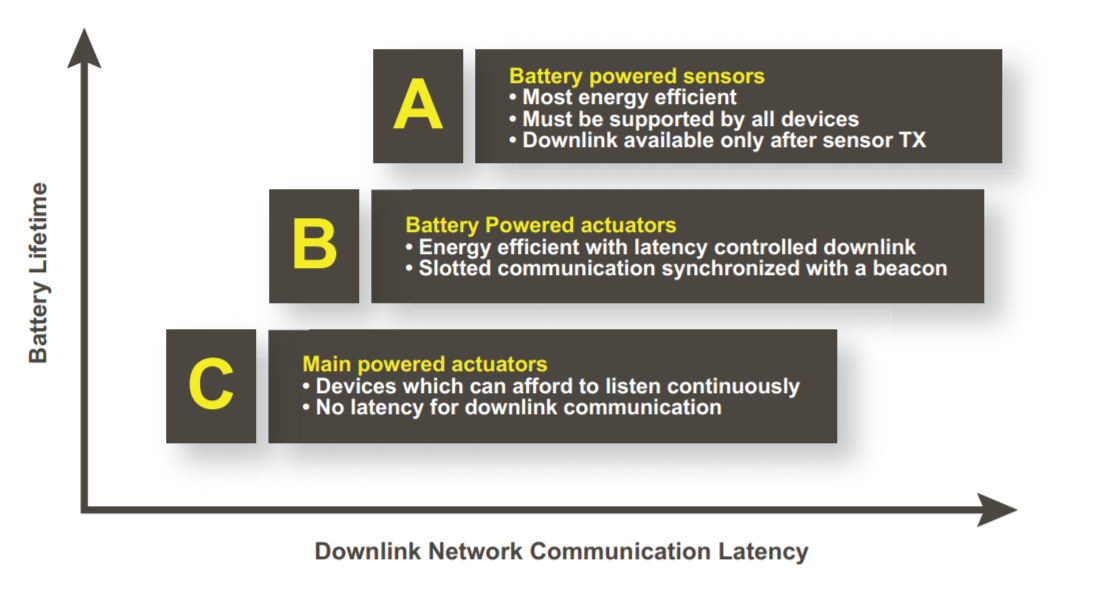 Battery Lifetime
A
Battery powered sensors
• Most energy efficient
• Must be supported by all devices
• Downlink available only after sensor TX
B
Battery Powered actuators
• Energy efficient with latency controlled downlink
• Slotted communication synchronized with a beacon
C
Main powered actuators
• Devices which can afford to listen continuously
• No latency for downlink communication
Downlink Network Communication Latency